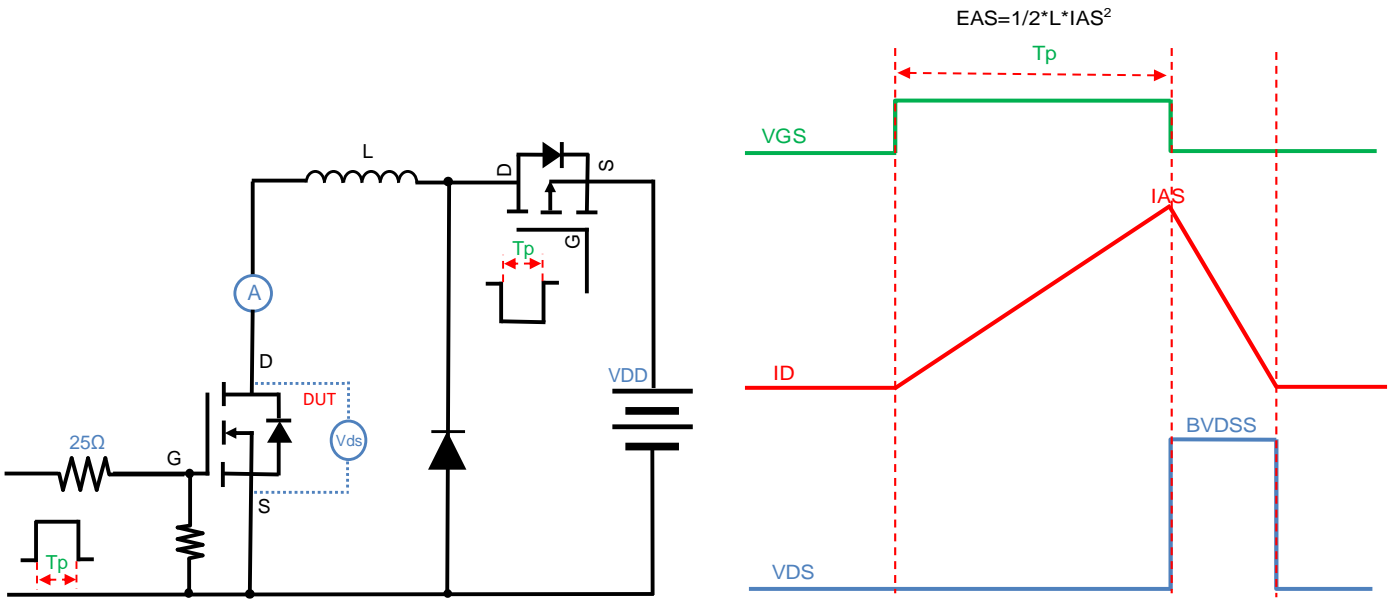 EAS=1/2*L*IAS²
Tp
VGS
L
D
S
G
Tp
IAS
A
D
VDD
ID
DUT
25Ω
G
Vds
BVDSS
S
Tp
VDS